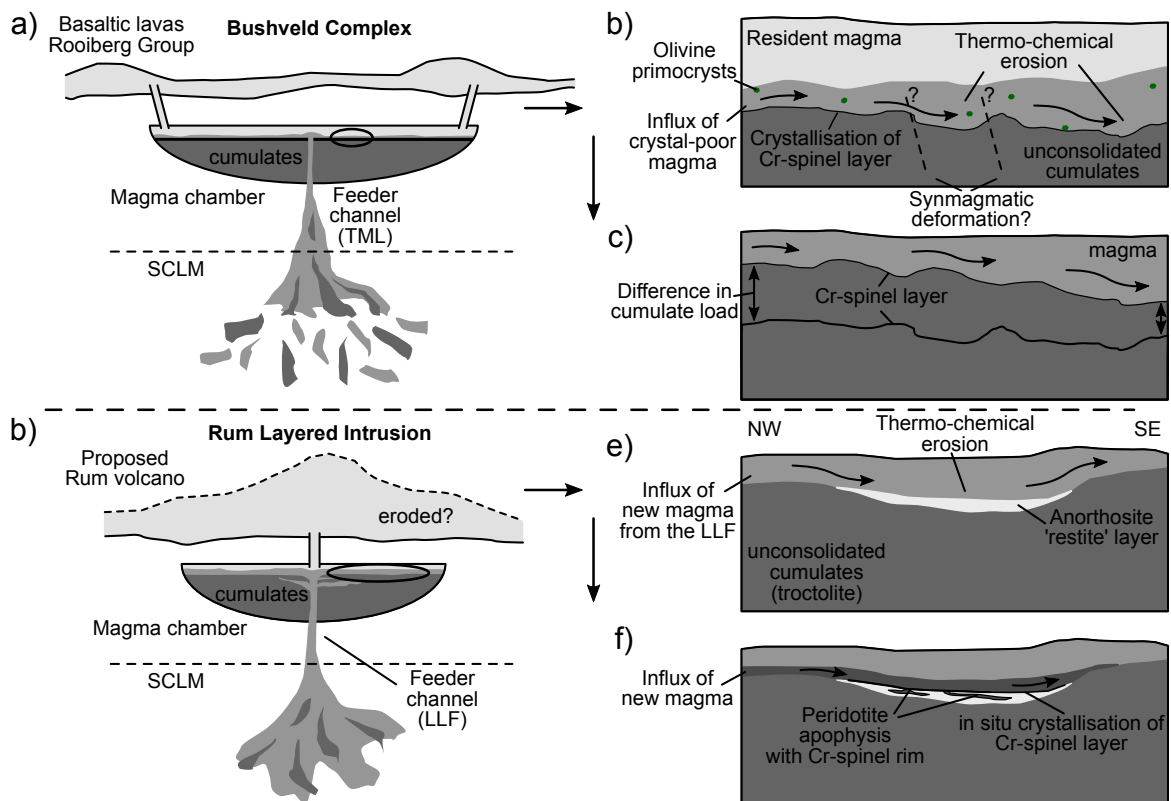 a)
Basaltic lavas
Rooiberg Group
Bushveld Complex
cumulates
Magma chamber
Feeder
channel
(TML)
SCLM
b)
Resident magma
Olivine
primocrysts
Thermo-chemical
erosion
?
?
Influx of
crystal-poor
magma
Crystallisation of
Cr-spinel layer
unconsolidated
cumulates
Synmagmatic
deformation?
c)
magma
Difference in
cumulate load
Cr-spinel layer
b)
Rum Layered Intrusion
Proposed
Rum volcano
eroded?
cumulates
Magma chamber
SCLM
Feeder
channel
(LLF)
NW
SE
e)
Thermo-chemical
erosion
Influx of
new magma
from the LLF
Anorthosite
'restite' layer
unconsolidated
cumulates
(troctolite)
f)
Influx of
new magma
Peridotite
apophysis
with Cr-spinel rim
in situ crystallisation of
Cr-spinel layer